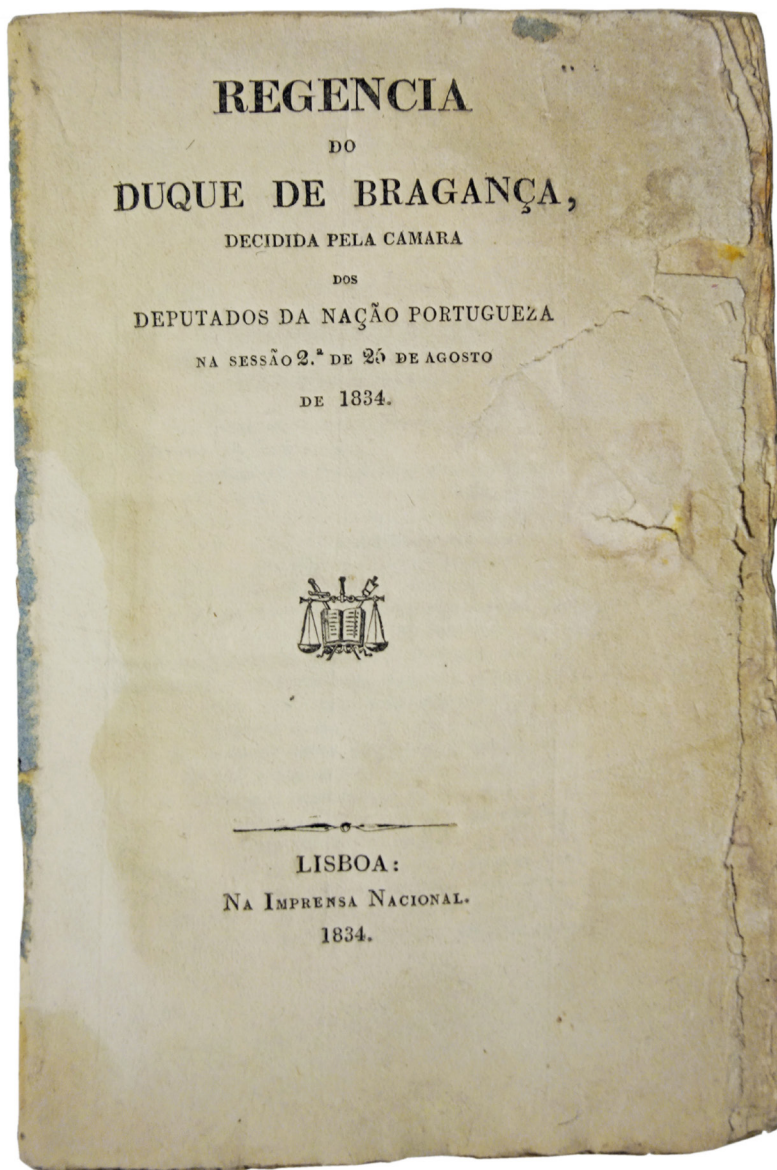 REGENCIA
DO
DUQUE DE BRAGANÇA,
DECIDIDA PELA CAMARA
DOS
DEPUTADOS DA NAÇÃO PORTUGUEZA
NA SESSÃO 2.ª DE 25 DE AGOSTO
DE 1834.
LISBOA:
NA IMPRENSA NACIONAL.
1834.